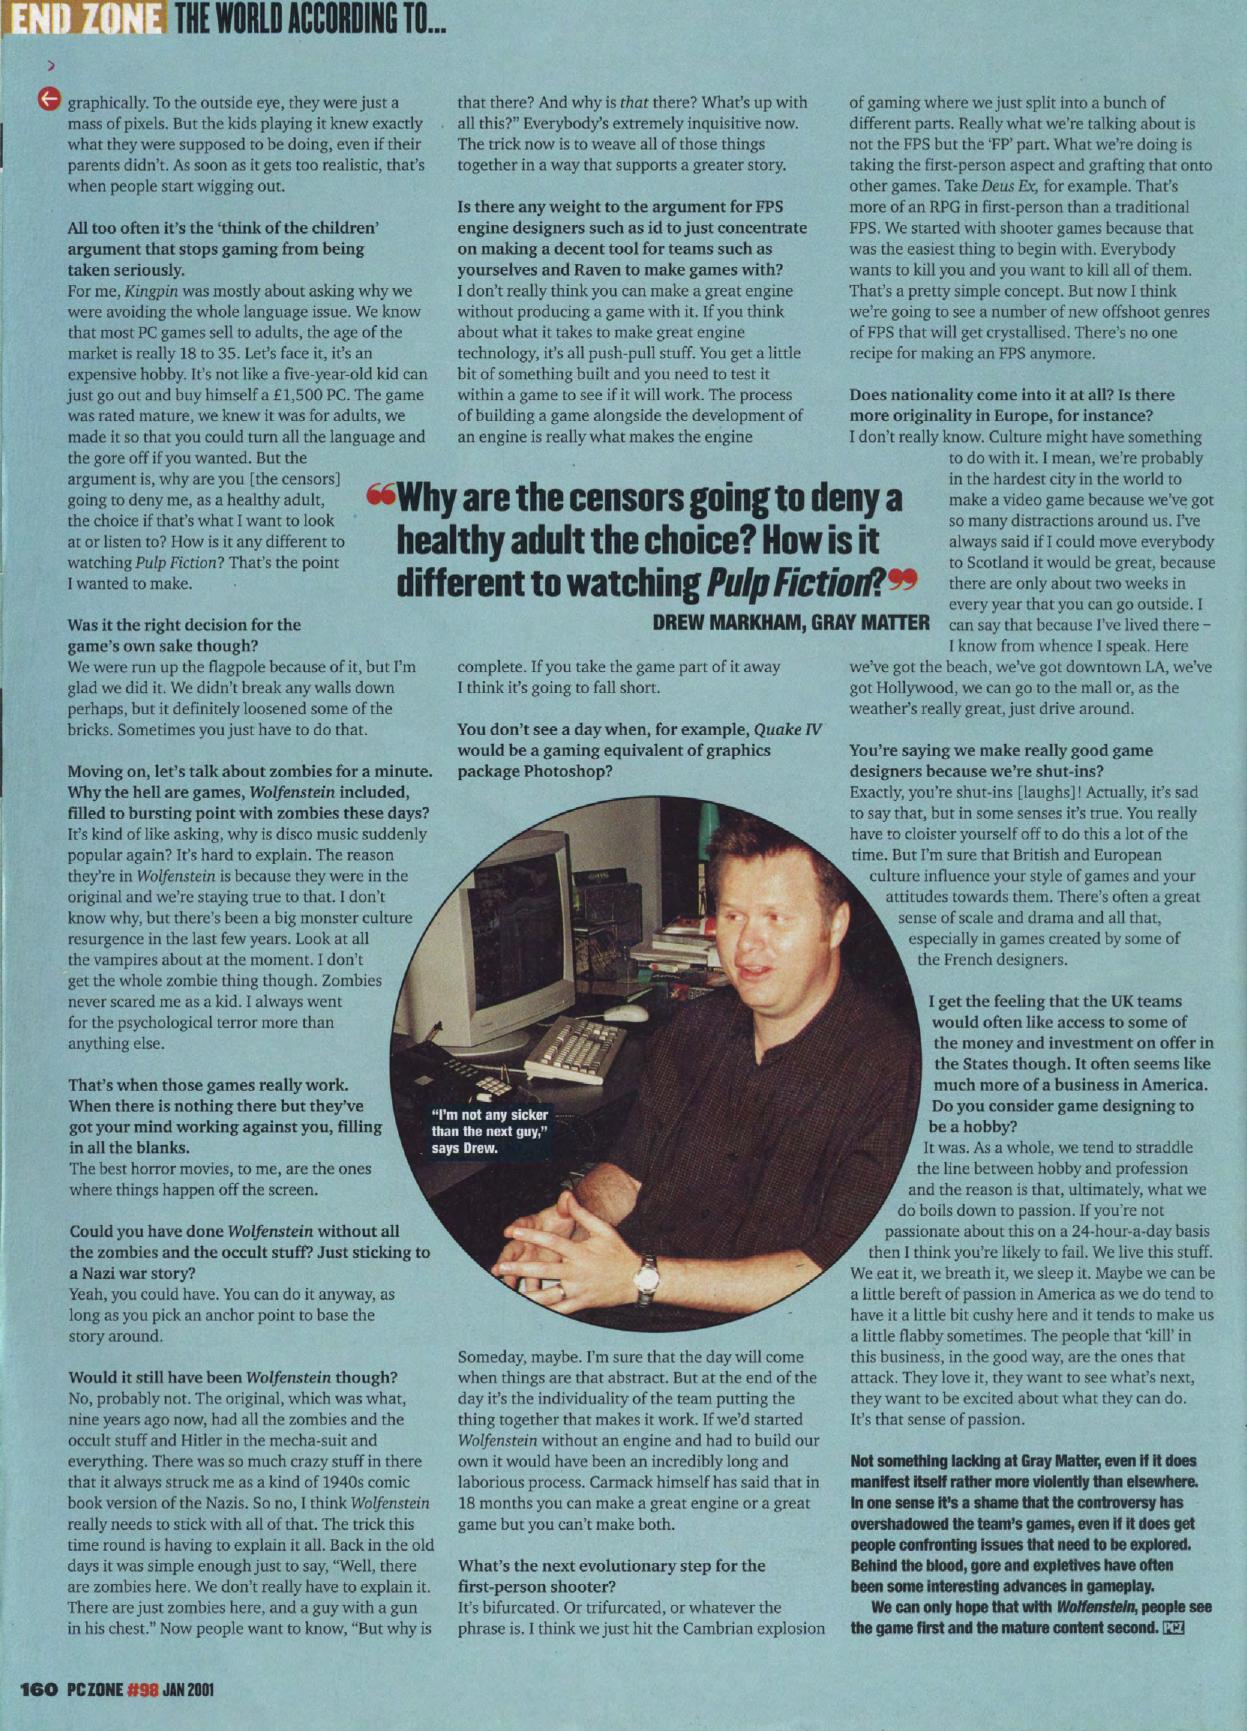 END ZONE THE WORLD ACCORDING TO...
graphically. To the outside eye, they were just a
mass of pixels. But the kids playing it knew exactly
what they were supposed to be doing, even if their
parents didn't. As soon as it gets too realistic, that's
when people start wigging out.
All too often it's the 'think of the children'
argument that stops gaming from being
taken seriously.
For me, Kingpin was mostly about asking why we
were avoiding the whole language issue. We know
that most PC games sell to adults, the age of the
market is really 18 to 35. Let's face it, it's an
expensive hobby. It's not like a five-year-old kid can
just go out and buy himself a £1,500 PC. The game
was rated mature, we knew it was for adults, we
made it so that you could turn all the language and
the gore off if you wanted. But the
argument is, why are you [the censors]
going to deny me, as a healthy adult,
the choice if that's what I want to look
at or listen to? How is it any different to
watching Pulp Fiction? That's the point
I wanted to make.
Was it the right decision for the
game's own sake though?
We were run up the flagpole because of it, but I'm
glad we did it. We didn't break any walls down
perhaps, but it definitely loosened some of the
bricks. Sometimes you just have to do that.
Moving on, let's talk about zombies for a minute.
Why the hell are games, Wolfenstein included,
filled to bursting point with zombies these days?
It's kind of like asking, why is disco music suddenly
popular again? It's hard to explain. The reason
they're in Wolfenstein is because they were in the
original and we're staying true to that. I don't
know why, but there's been a big monster culture
resurgence in the last few years. Look at all
the vampires about at the moment. I don't
get the whole zombie thing though. Zombies
never scared me as a kid. I always went
for the psychological terror more than
anything else.
That's when those games really work.
When there is nothing there but they've
got your mind working against you, filling
in all the blanks.
The best horror movies, to me, are the ones
where things happen off the screen.
Could you have done Wolfenstein without all
the zombies and the occult stuff? Just sticking to
a Nazi war story?
Yeah, you could have. You can do it anyway, as
long as you pick an anchor point to base the
story around.
Would it still have been Wolfenstein though?
No, probably not. The original, which was what,
nine years ago now, had all the zombies and the
occult stuff and Hitler in the mecha-suit and
everything. There was so much crazy stuff in there
that it always struck me as a kind of 1940s comic
book version of the Nazis. So no, I think Wolfenstein
really needs to stick with all of that. The trick this
time round is having to explain it all. Back in the old
days it was simple enough just to say, "Well, there
are zombies here. We don't really have to explain it.
There are just zombies here, and a guy with a gun
in his chest." Now people want to know, "But why is
that there? And why is that there? What's up with
all this?" Everybody's extremely inquisitive now.
The trick now is to weave all of those things
together in a way that supports a greater story.
Is there any weight to the argument for FPS
engine designers such as id to just concentrate
on making a decent tool for teams such as
yourselves and Raven to make games with?
I don't really think you can make a great engine
without producing a game with it. If you think
about what it takes to make great engine
technology, it's all push-pull stuff. You get a little
bit of something built and you need to test it
within a game to see if it will work. The process
of building a game alongside the development of
an engine is really what makes the engine
"Why are the censors going to deny a
healthy adult the choice? How is it
different to watching Pulp Fiction?"
DREW MARKHAM, GRAY MATTER
complete. If you take the game part of it away
I think it's going to fall short.
You don't see a day when, for example, Quake IV
would be a gaming equivalent of graphics
package Photoshop?
"I'm not any sicker
than the next guy,"
says Drew.
Someday, maybe. I'm sure that the day will come
when things are that abstract. But at the end of the
day it's the individuality of the team putting the
thing together that makes it work. If we'd started
Wolfenstein without an engine and had to build our
own it would have been an incredibly long and
laborious process. Carmack himself has said that in
18 months you can make a great engine or a great
game but you can't make both.
What's the next evolutionary step for the
first-person shooter?
It's bifurcated. Or trifurcated, or whatever the
phrase is. I think we just hit the Cambrian explosion
of gaming where we just split into a bunch of
different parts. Really what we're talking about is
not the FPS but the 'FP' part. What we're doing is
taking the first-person aspect and grafting that onto
other games. Take Deus Ex, for example. That's
more of an RPG in first-person than a traditional
FPS. We started with shooter games because that
was the easiest thing to begin with. Everybody
wants to kill you and you want to kill all of them.
That's a pretty simple concept. But now I think
we're going to see a number of new offshoot genres
of FPS that will get crystallised. There's no one
recipe for making an FPS anymore.
Does nationality come into it at all? Is there
more originality in Europe, for instance?
I don't really know. Culture might have something
to do with it. I mean, we're probably
in the hardest city in the world to
make a video game because we've got
so many distractions around us. I've
always said if I could move everybody
to Scotland it would be great, because
there are only about two weeks in
every year that you can go outside. I
can say that because I've lived there –
I know from whence I speak. Here
we've got the beach, we've got downtown LA, we've
got Hollywood, we can go to the mall or, as the
weather's really great, just drive around.
You're saying we make really good game
designers because we're shut-ins?
Exactly, you're shut-ins [laughs]! Actually, it's sad
to say that, but in some senses it's true. You really
have to cloister yourself off to do this a lot of the
time. But I'm sure that British and European
culture influence your style of games and your
attitudes towards them. There's often a great
sense of scale and drama and all that,
especially in games created by some of
the French designers.
I get the feeling that the UK teams
would often like access to some of
the money and investment on offer in
the States though. It often seems like
much more of a business in America.
Do you consider game designing to
be a hobby?
It was. As a whole, we tend to straddle
the line between hobby and profession
and the reason is that, ultimately, what we
do boils down to passion. If you're not
passionate about this on a 24-hour-a-day basis
then I think you're likely to fail. We live this stuff.
We eat it, we breath it, we sleep it. Maybe we can be
a little bereft of passion in America as we do tend to
have it a little bit cushy here and it tends to make us
a little flabby sometimes. The people that 'kill' in
this business, in the good way, are the ones that
attack. They love it, they want to see what's next,
they want to be excited about what they can do.
It's that sense of passion.
Not something lacking at Gray Matter, even if it does
manifest itself rather more violently than elsewhere.
In one sense it's a shame that the controversy has
overshadowed the team's games, even if it does get
people confronting issues that need to be explored.
Behind the blood, gore and expletives have often
been some interesting advances in gameplay.
We can only hope that with Wolfenstein, people see
the game first and the mature content second. PCZ
160 PC ZONE #98 JAN 2001